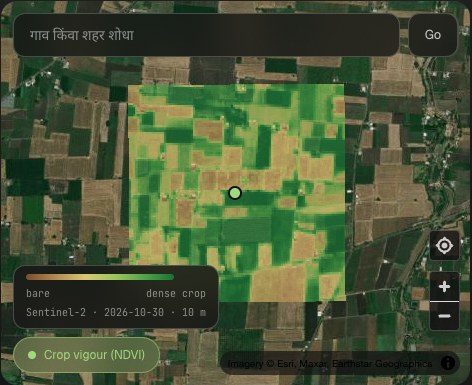 गाव किंवा शहर शोधा
Go
bare dense crop
Sentinel-2 · 2026-10-30 · 10 m
Crop vigour (NDVI)
Imagery © Esri, Maxar, Earthstar Geographics